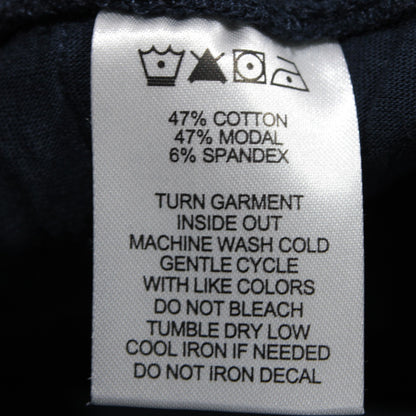 47% COTTON
47% MODAL
6% SPANDEX
TURN GARMENT
INSIDE OUT
MACHINE WASH COLD
GENTLE CYCLE
WITH LIKE COLORS
DO NOT BLEACH
TUMBLE DRY LOW
COOL IRON IF NEEDED
DO NOT IRON DECAL